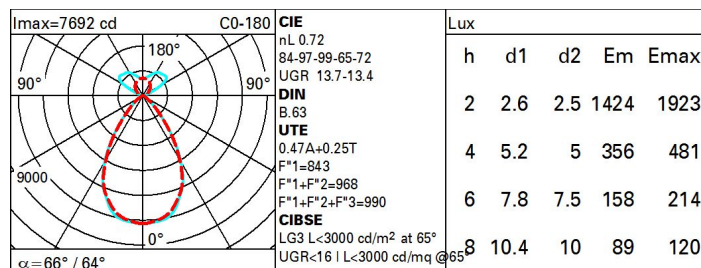 Imax=7692 cd C0-180
180°
90° 90°
9000
0°
α=66° / 64°
CIE
nL 0.72
84-97-99-65-72
UGR 13.7-13.4
DIN
B.63
UTE
0.47A+0.25T
F"1=843
F"1+F"2=968
F"1+F"2+F"3=990
CIBSE
LG3 L<3000 cd/m² at 65°
UGR<16 | L<3000 cd/mq @65°
Lux
h d1 d2 Em Emax
2 2.6 2.5 1424 1923
4 5.2 5 356 481
6 7.8 7.5 158 214
8 10.4 10 89 120